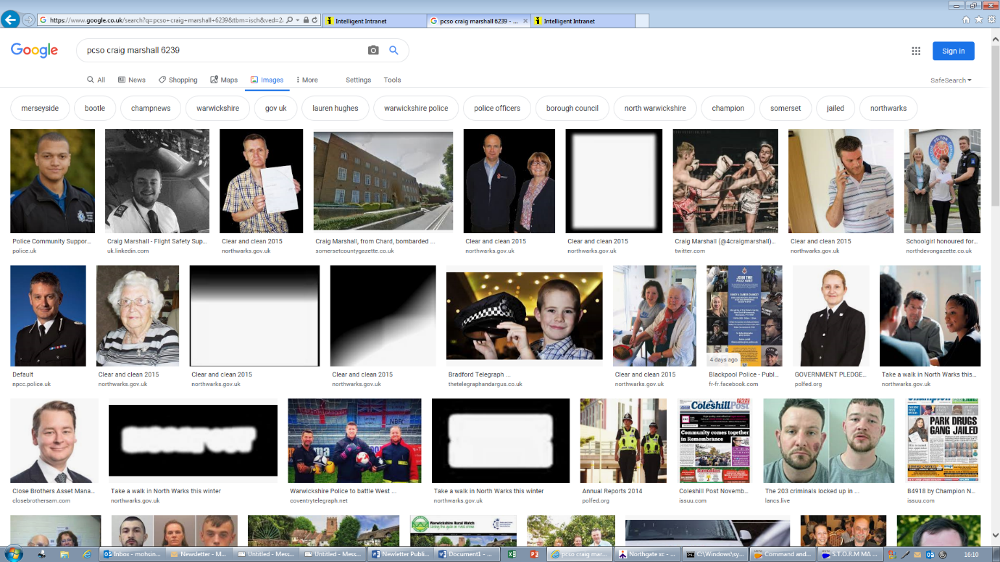 https://www.google.co.uk/search?q=pcso+craig+marshall+6239&tbm=isch&ved=2
Intelligent Intranet
pcso craig marshall 6239 - ...
Intelligent Intranet
Google
pcso craig marshall 6239
Sign in
All
News
Shopping
Maps
Images
More
Settings
Tools
SafeSearch
merseyside
bootle
champnews
warwickshire
gov uk
lauren hughes
warwickshire police
police officers
borough council
north warwickshire
champion
somerset
jailed
northwarks
Police Community Suppor...
Craig Marshall - Flight Safety Sup...
Clear and clean 2015
Craig Marshall, from Chard, bombarded ...
Clear and clean 2015
Clear and clean 2015
Craig Marshall (@4craigmarshall)...
Clear and clean 2015
Schoolgirl honoured for...
police.uk
uk.linkedin.com
northwarks.gov.uk
somersetcountygazette.co.uk
northwarks.gov.uk
northwarks.gov.uk
twitter.com
northwarks.gov.uk
northdevongazette.co.uk
JOIN THE
4 days ago
Default
Clear and clean 2015
Clear and clean 2015
Clear and clean 2015
Bradford Telegraph ...
Clear and clean 2015
Blackpool Police - Publ...
GOVERNMENT PLEDGE...
Take a walk in North Warks this...
npcc.police.uk
northwarks.gov.uk
northwarks.gov.uk
northwarks.gov.uk
thetelegraphandargus.co.uk
northwarks.gov.uk
fr-fr.facebook.com
polfed.org
northwarks.gov.uk
NBFC
Coleshill Post
FREE
Community comes together
in Remembrance
Champion
PARK DRUGS
GANG JAILED
Close Brothers Asset Mana...
Take a walk in North Warks this winter
Warwickshire Police to battle West ...
Take a walk in North Warks this winter
Annual Reports 2014
Coleshill Post Novemb...
The 203 criminals locked up in ...
B4918 by Champion N...
closebrothersam.com
northwarks.gov.uk
coventrytelegraph.net
northwarks.gov.uk
polfed.org
issuu.com
lancs.live
issuu.com
Warwickshire Rural Watch
Inbox - mohsin...
Newsletter - M...
Untitled - Mess...
Untitled - Mess...
Newletter Publi...
Document1 - ...
pcso craig mar...
Northgate xc - ...
C:\Windows\sy...
Command and...
S.T.O.R.M MA ...
16:10